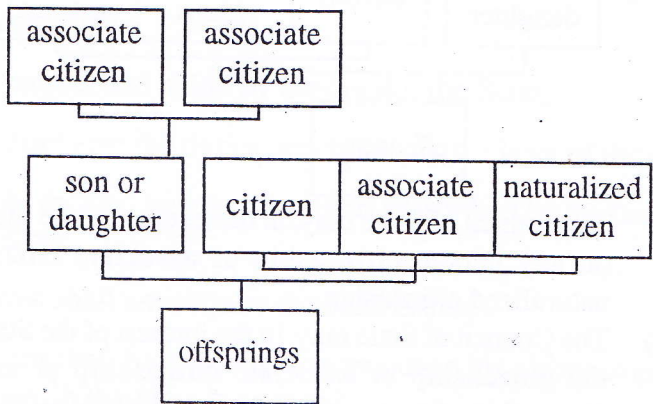 associate
citizen
associate
citizen
son or
daughter
citizen
associate
citizen
naturalized
citizen
offsprings